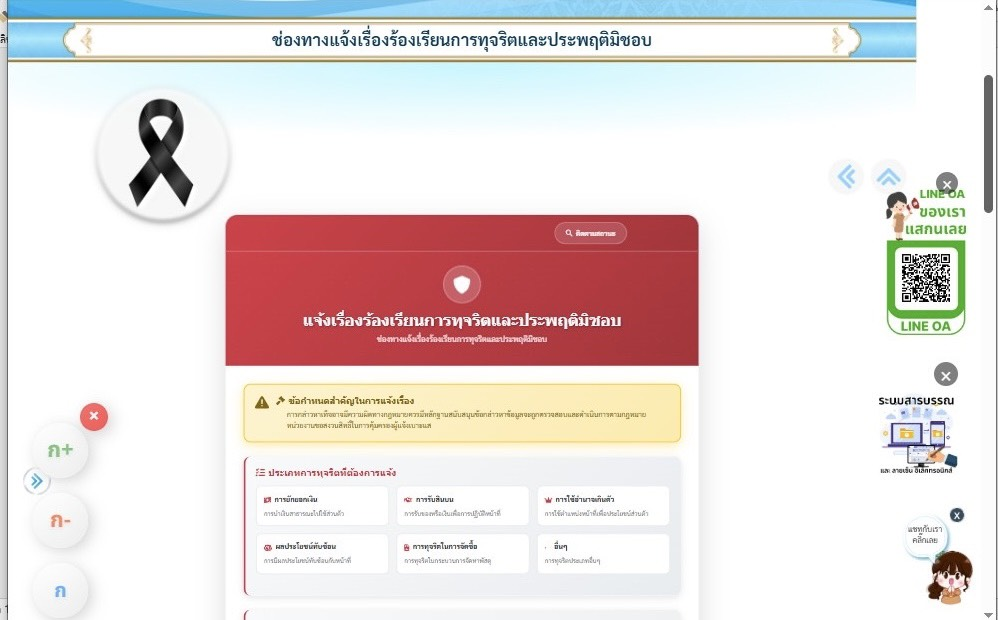 ช่องทางแจ้งเรื่องร้องเรียนการทุจริตและประพฤติมิชอบ
ติดตามสถานะ
LINE OA
ของเรา
แสกนเลย
แจ้งเรื่องร้องเรียนการทุจริตและประพฤติมิชอบ
ช่องทางแจ้งเรื่องร้องเรียนการทุจริตและประพฤติมิชอบ
LINE OA
ข้อกำหนดสำคัญในการแจ้งเรื่อง
การกล่าวหาเท็จอาจมีความผิดทางกฎหมายควรมีหลักฐานสนับสนุนข้อกล่าวหาข้อมูลจะถูกตรวจสอบและดำเนินการตามกฎหมาย
หน่วยงานขอสงวนสิทธิ์ในการคุ้มครองผู้แจ้งเบาะแส
ระบบสารบรรณ
และ ลายเซ็น อิเล็กทรอนิกส์
ก+
ก-
ก
ประเภทการทุจริตที่ต้องการแจ้ง
การยักยอกเงิน
การนำเงินสาธารณะไปใช้ส่วนตัว
การรับสินบน
การรับของหรือเงินเพื่อการปฏิบัติหน้าที่
การใช้อำนาจเกินตัว
การใช้ตำแหน่งหน้าที่เพื่อประโยชน์ส่วนตัว
ผลประโยชน์ทับซ้อน
การมีผลประโยชน์ทับซ้อนกับหน้าที่
การทุจริตในการจัดซื้อ
การทุจริตในกระบวนการจัดหาพัสดุ
อื่นๆ
การทุจริตประเภทอื่นๆ
แชทกับเรา
คลิ๊กเลย